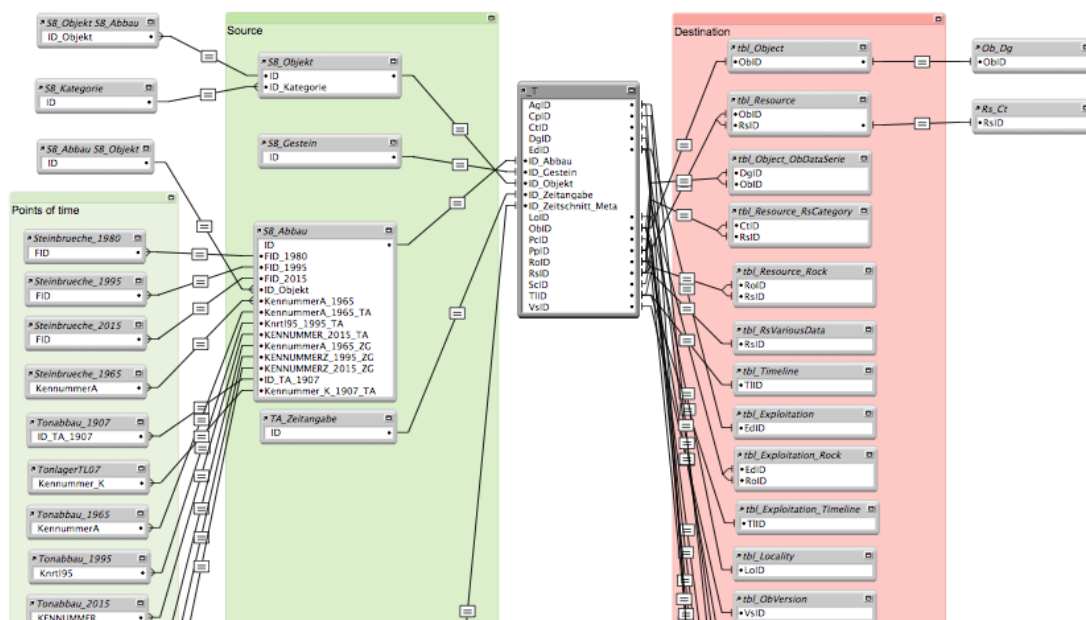 SB_Objekt SB_Abbau
ID_Objekt
SB_Kategorie
ID
SB_Abbau SB_Objekt
ID
Points of time
Steinbrueche_1980
FID
Steinbrueche_1995
FID
Steinbrueche_2015
FID
Steinbrueche_1965
KennummerA
Tonabbau_1907
ID_TA_1907
TonlagerTL07
Kennummer_K
Tonabbau_1965
KennummerA
Tonabbau_1995
Knrtl95
Tonabbau_2015
KENNUMMER
Source
SB_Objekt
ID
ID_Kategorie
SB_Gestein
ID
SB_Abbau
ID
FID_1980
FID_1995
FID_2015
ID_Objekt
KennummerA_1965
KennummerA_1965_TA
Knrtl95_1995_TA
KENNUMMER_2015_TA
KennummerA_1965_ZG
KENNUMMERZ_1995_ZG
KENNUMMERZ_2015_ZG
ID_TA_1907
Kennummer_K_1907_TA
TA_Zeitangabe
ID
_T
AgID
CpID
CtID
DgID
EdID
ID_Abbau
ID_Gestein
ID_Objekt
ID_Zeitangabe
ID_Zeitschnitt_Meta
LoID
ObID
PcID
PpID
RoID
RsID
ScID
TlID
VsID
Destination
tbl_Object
ObID
tbl_Resource
ObID
RsID
tbl_Object_ObDataSerie
DgID
ObID
tbl_Resource_RsCategory
CtID
RsID
tbl_Resource_Rock
RoID
RsID
tbl_RsVariousData
RsID
tbl_Timeline
TlID
tbl_Exploitation
EdID
tbl_Exploitation_Rock
EdID
RoID
tbl_Exploitation_Timeline
TlID
tbl_Locality
LoID
tbl_ObVersion
VsID
Ob_Dg
ObID
Rs_Ct
RsID